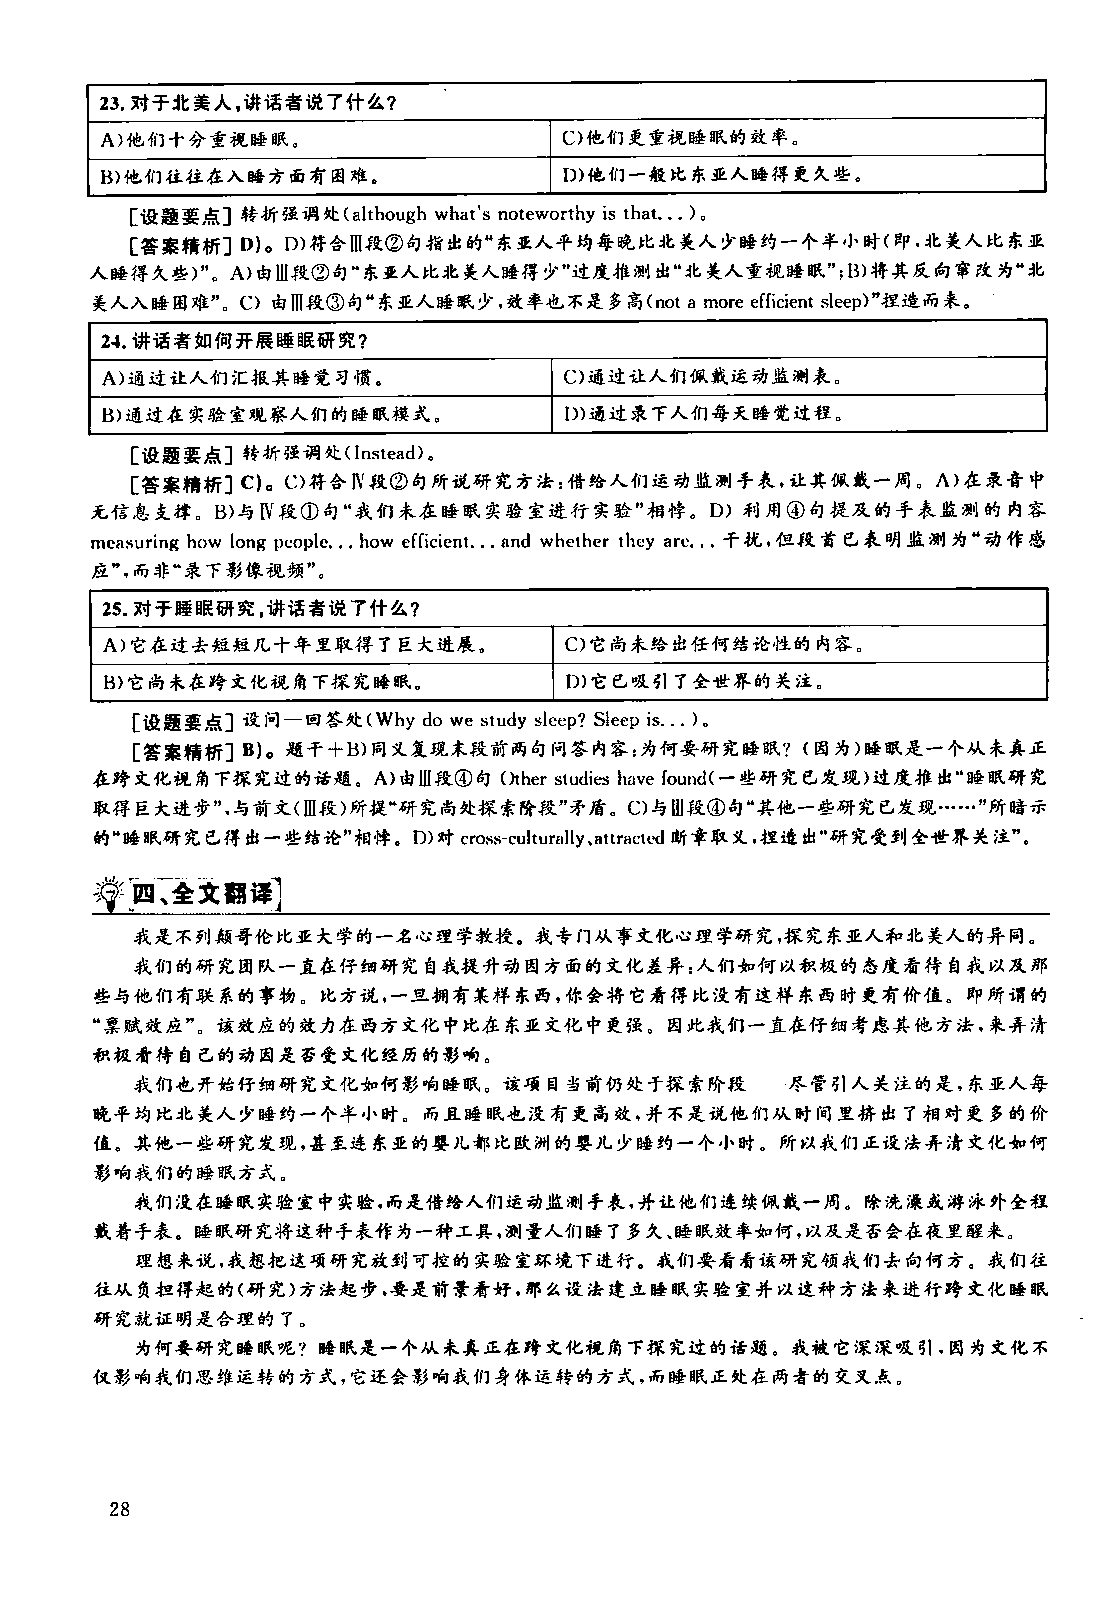 23. 对于北美人,讲话者说了什么?
A)他们十分重视睡眠。
C)他们更重视睡眠的效率。
B)他们往往在入睡方面有困难。
D)他们一般比东亚人睡得更久些。
[设题要点] 转折强调处(although what's noteworthy is that...)。
[答案精析] D)。D)符合Ⅲ段②句指出的“东亚人平均每晚比北美人少睡约一个半小时(即,北美人比东亚
人睡得久些)”。A)由Ⅲ段②句“东亚人比北美人睡得少”过度推测出“北美人重视睡眠”;B)将其反向窜改为“北
美人入睡困难”。C) 由Ⅲ段③句“东亚人睡眠少,效率也不是多高(not a more efficient sleep)”捏造而来。
24. 讲话者如何开展睡眠研究?
A)通过让人们汇报其睡觉习惯。
C)通过让人们佩戴运动监测表。
B)通过在实验室观察人们的睡眠模式。
D)通过录下人们每天睡觉过程。
[设题要点] 转折强调处(Instead)。
[答案精析] C)。C)符合Ⅳ段②句所说研究方法:借给人们运动监测手表,让其佩戴一周。A)在录音中
无信息支撑。B)与Ⅳ段①句“我们未在睡眠实验室进行实验”相悖。D) 利用④句提及的手表监测的内容
measuring how long people... how efficient... and whether they are... 干扰,但段首已表明监测为“动作感
应”,而非“录下影像视频”。
25. 对于睡眠研究,讲话者说了什么?
A)它在过去短短几十年里取得了巨大进展。
C)它尚未给出任何结论性的内容。
B)它尚未在跨文化视角下探究睡眠。
D)它已吸引了全世界的关注。
[设题要点] 设问—回答处(Why do we study sleep? Sleep is...)。
[答案精析] B)。题干+B)同义复现末段前两句问答内容:为何要研究睡眠?(因为)睡眠是一个从未真正
在跨文化视角下探究过的话题。A)由Ⅲ段④句 Other studies have found(一些研究已发现)过度推出“睡眠研究
取得巨大进步”,与前文(Ⅲ段)所提“研究尚处探索阶段”矛盾。C)与Ⅲ段④句“其他一些研究已发现……”所暗示
的“睡眠研究已得出一些结论”相悖。D)对 cross-culturally、attracted 断章取义,捏造出“研究受到全世界关注”。
四、全文翻译
我是不列颠哥伦比亚大学的一名心理学教授。我专门从事文化心理学研究,探究东亚人和北美人的异同。
我们的研究团队一直在仔细研究自我提升动因方面的文化差异:人们如何以积极的态度看待自我以及那
些与他们有联系的事物。比方说,一旦拥有某样东西,你会将它看得比没有这样东西时更有价值。即所谓的
“禀赋效应”。该效应的效力在西方文化中比在东亚文化中更强。因此我们一直在仔细考虑其他方法,来弄清
积极看待自己的动因是否受文化经历的影响。
我们也开始仔细研究文化如何影响睡眠。该项目当前仍处于探索阶段 尽管引人关注的是,东亚人每
晚平均比北美人少睡约一个半小时。而且睡眠也没有更高效,并不是说他们从时间里挤出了相对更多的价
值。其他一些研究发现,甚至连东亚的婴儿都比欧洲的婴儿少睡约一个小时。所以我们正设法弄清文化如何
影响我们的睡眠方式。
我们没在睡眠实验室中实验,而是借给人们运动监测手表,并让他们连续佩戴一周。除洗澡或游泳外全程
戴着手表。睡眠研究将这种手表作为一种工具,测量人们睡了多久、睡眠效率如何,以及是否会在夜里醒来。
理想来说,我想把这项研究放到可控的实验室环境下进行。我们要看看该研究领我们去向何方。我们往
往从负担得起的(研究)方法起步,要是前景看好,那么设法建立睡眠实验室并以这种方法来进行跨文化睡眠
研究就证明是合理的了。
为何要研究睡眠呢?睡眠是一个从未真正在跨文化视角下探究过的话题。我被它深深吸引,因为文化不
仅影响我们思维运转的方式,它还会影响我们身体运转的方式,而睡眠正处在两者的交叉点。
28